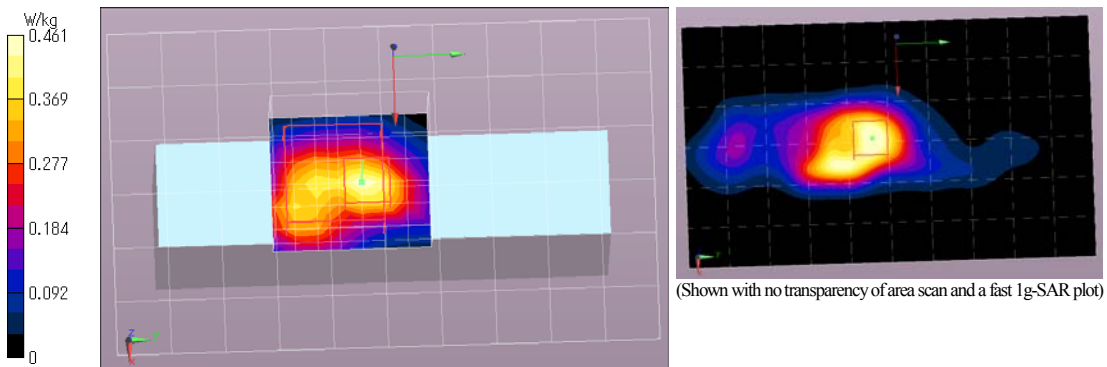 W/kg
0.461
0.369
0.277
0.184
0.092
0
Z
Y
X
(Shown with no transparency of area scan and a fast 1g-SAR plot)